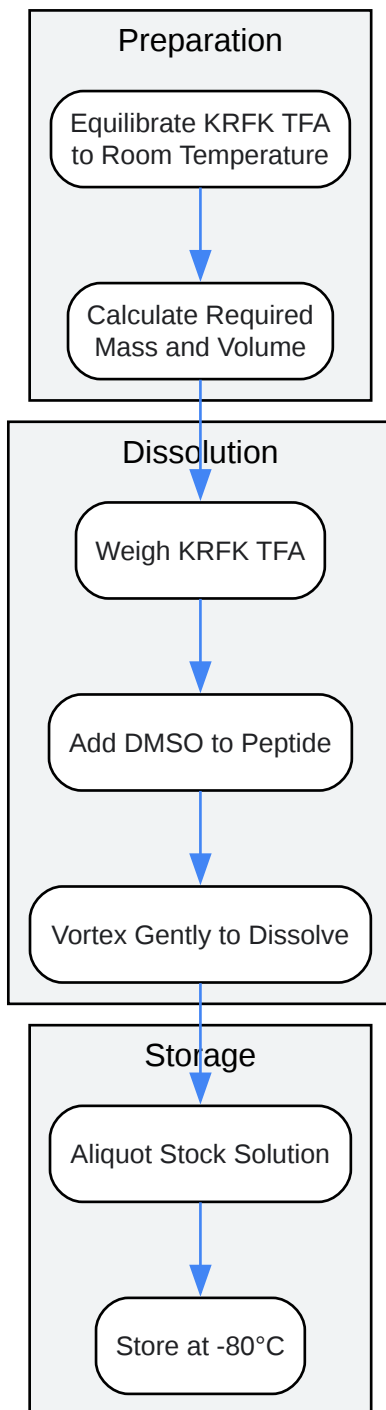 Preparation
Equilibrate KRFK TFA
to Room Temperature
Calculate Required
Mass and Volume
Dissolution
Weigh KRFK TFA
Add DMSO to Peptide
Vortex Gently to Dissolve
Storage
Aliquot Stock Solution
Store at -80°C